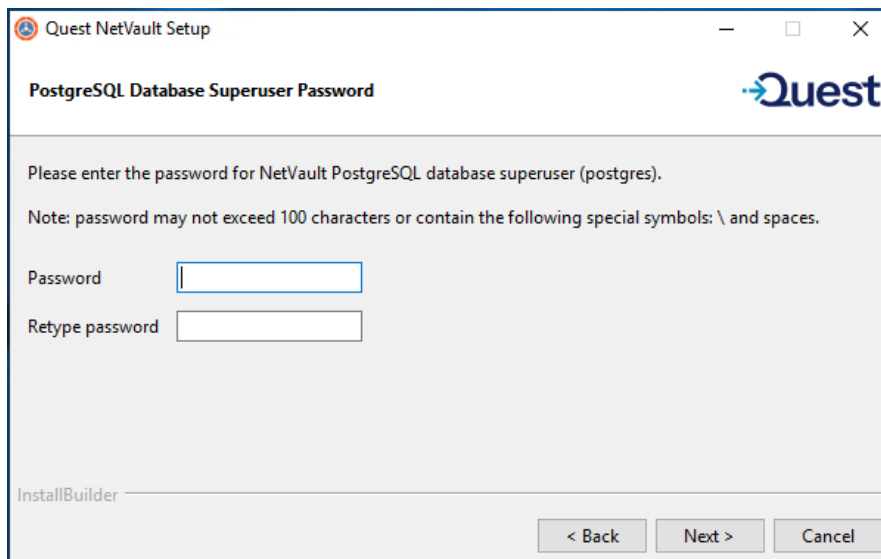 Quest NetVault Setup
PostgreSQL Database Superuser Password
Quest
Please enter the password for NetVault PostgreSQL database superuser (postgres).
Note: password may not exceed 100 characters or contain the following special symbols: \ and spaces.
Password
Retype password
InstallBuilder
< Back Next > Cancel